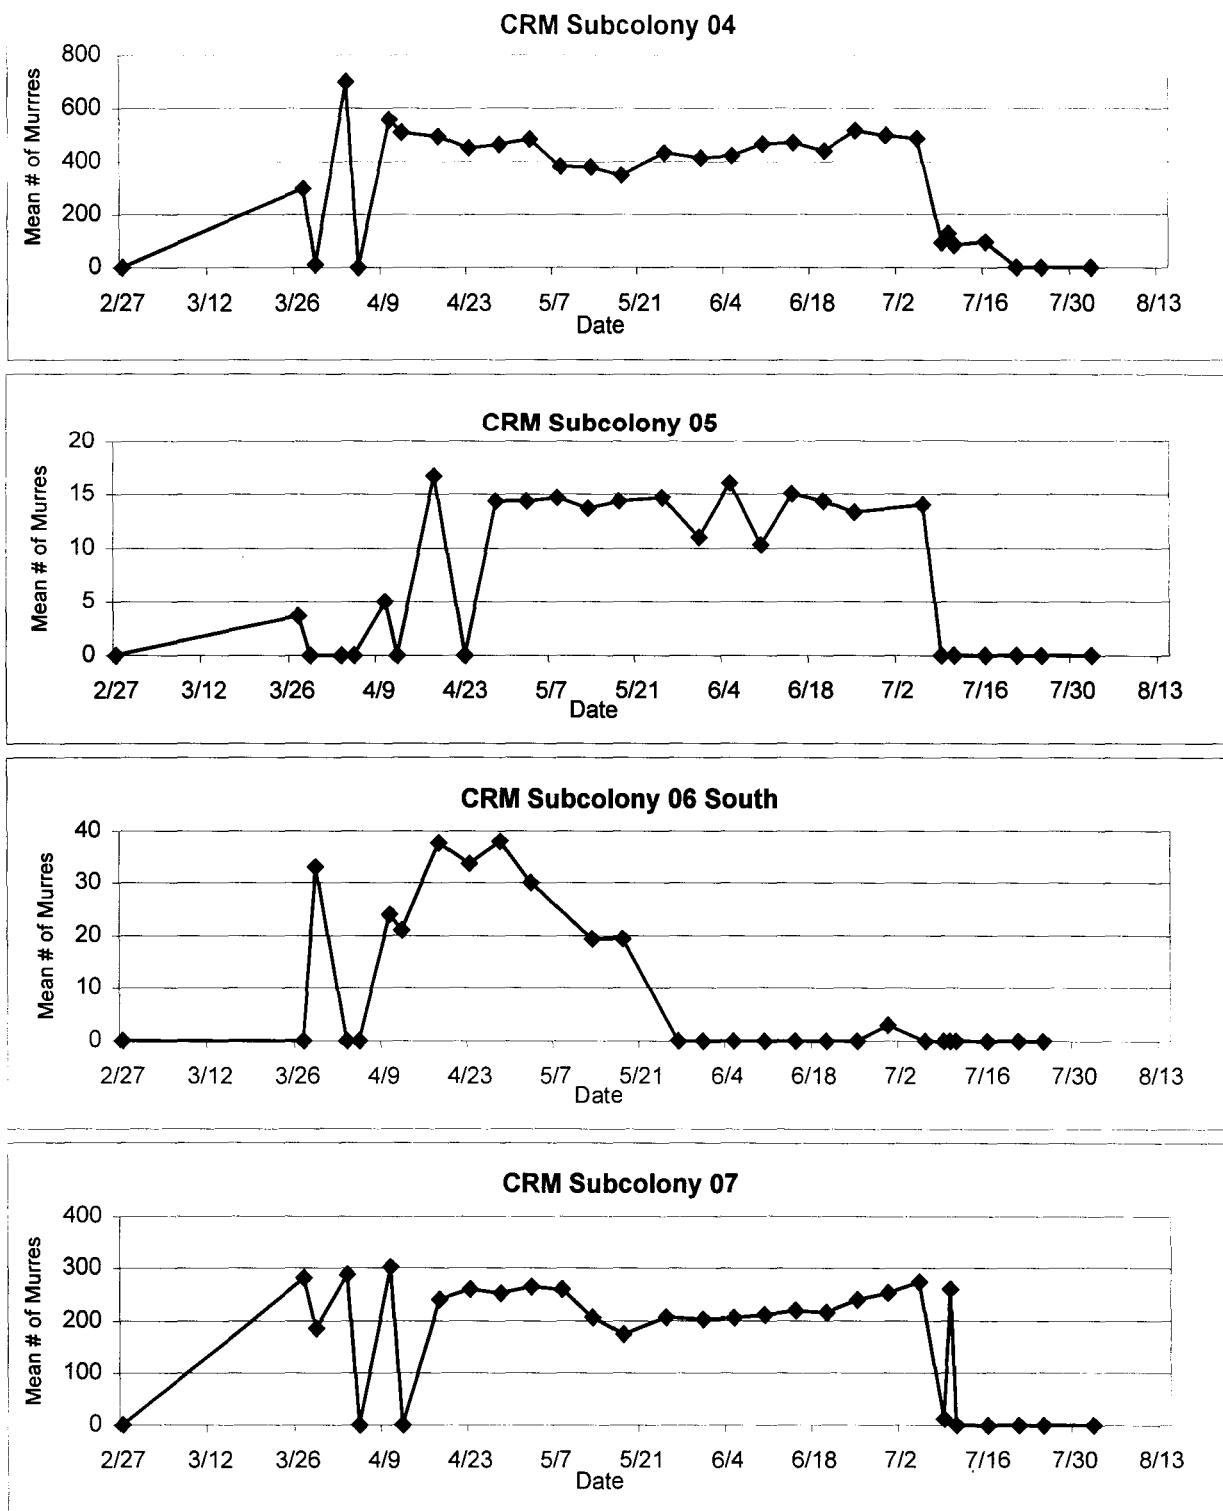 CRM Subcolony 04
Mean # of Murrres
800
600
400
200
0
2/27 3/12 3/26 4/9 4/23 5/7 5/21 6/4 6/18 7/2 7/16 7/30 8/13
Date
CRM Subcolony 05
Mean # of Murres
20
15
10
5
0
2/27 3/12 3/26 4/9 4/23 5/7 5/21 6/4 6/18 7/2 7/16 7/30 8/13
Date
CRM Subcolony 06 South
Mean # of Murres
40
30
20
10
0
2/27 3/12 3/26 4/9 4/23 5/7 5/21 6/4 6/18 7/2 7/16 7/30 8/13
Date
CRM Subcolony 07
Mean # of Murres
400
300
200
100
0
2/27 3/12 3/26 4/9 4/23 5/7 5/21 6/4 6/18 7/2 7/16 7/30 8/13
Date